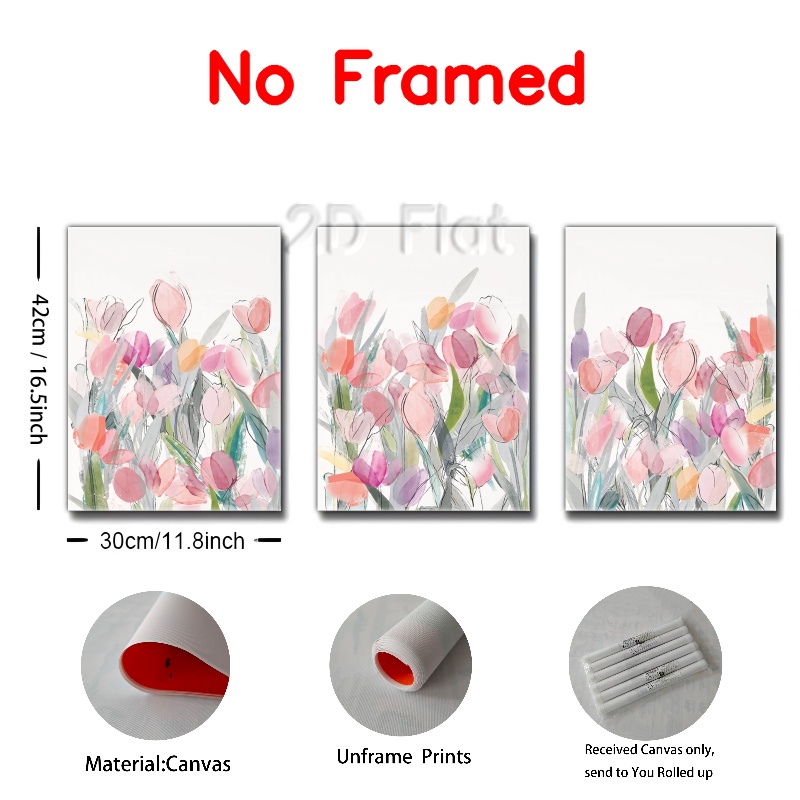 No Framed
2D Flat
42cm / 16.5inch
30cm/11.8inch
Material:Canvas
Unframe Prints
Received Canvas only,
send to You Rolled up